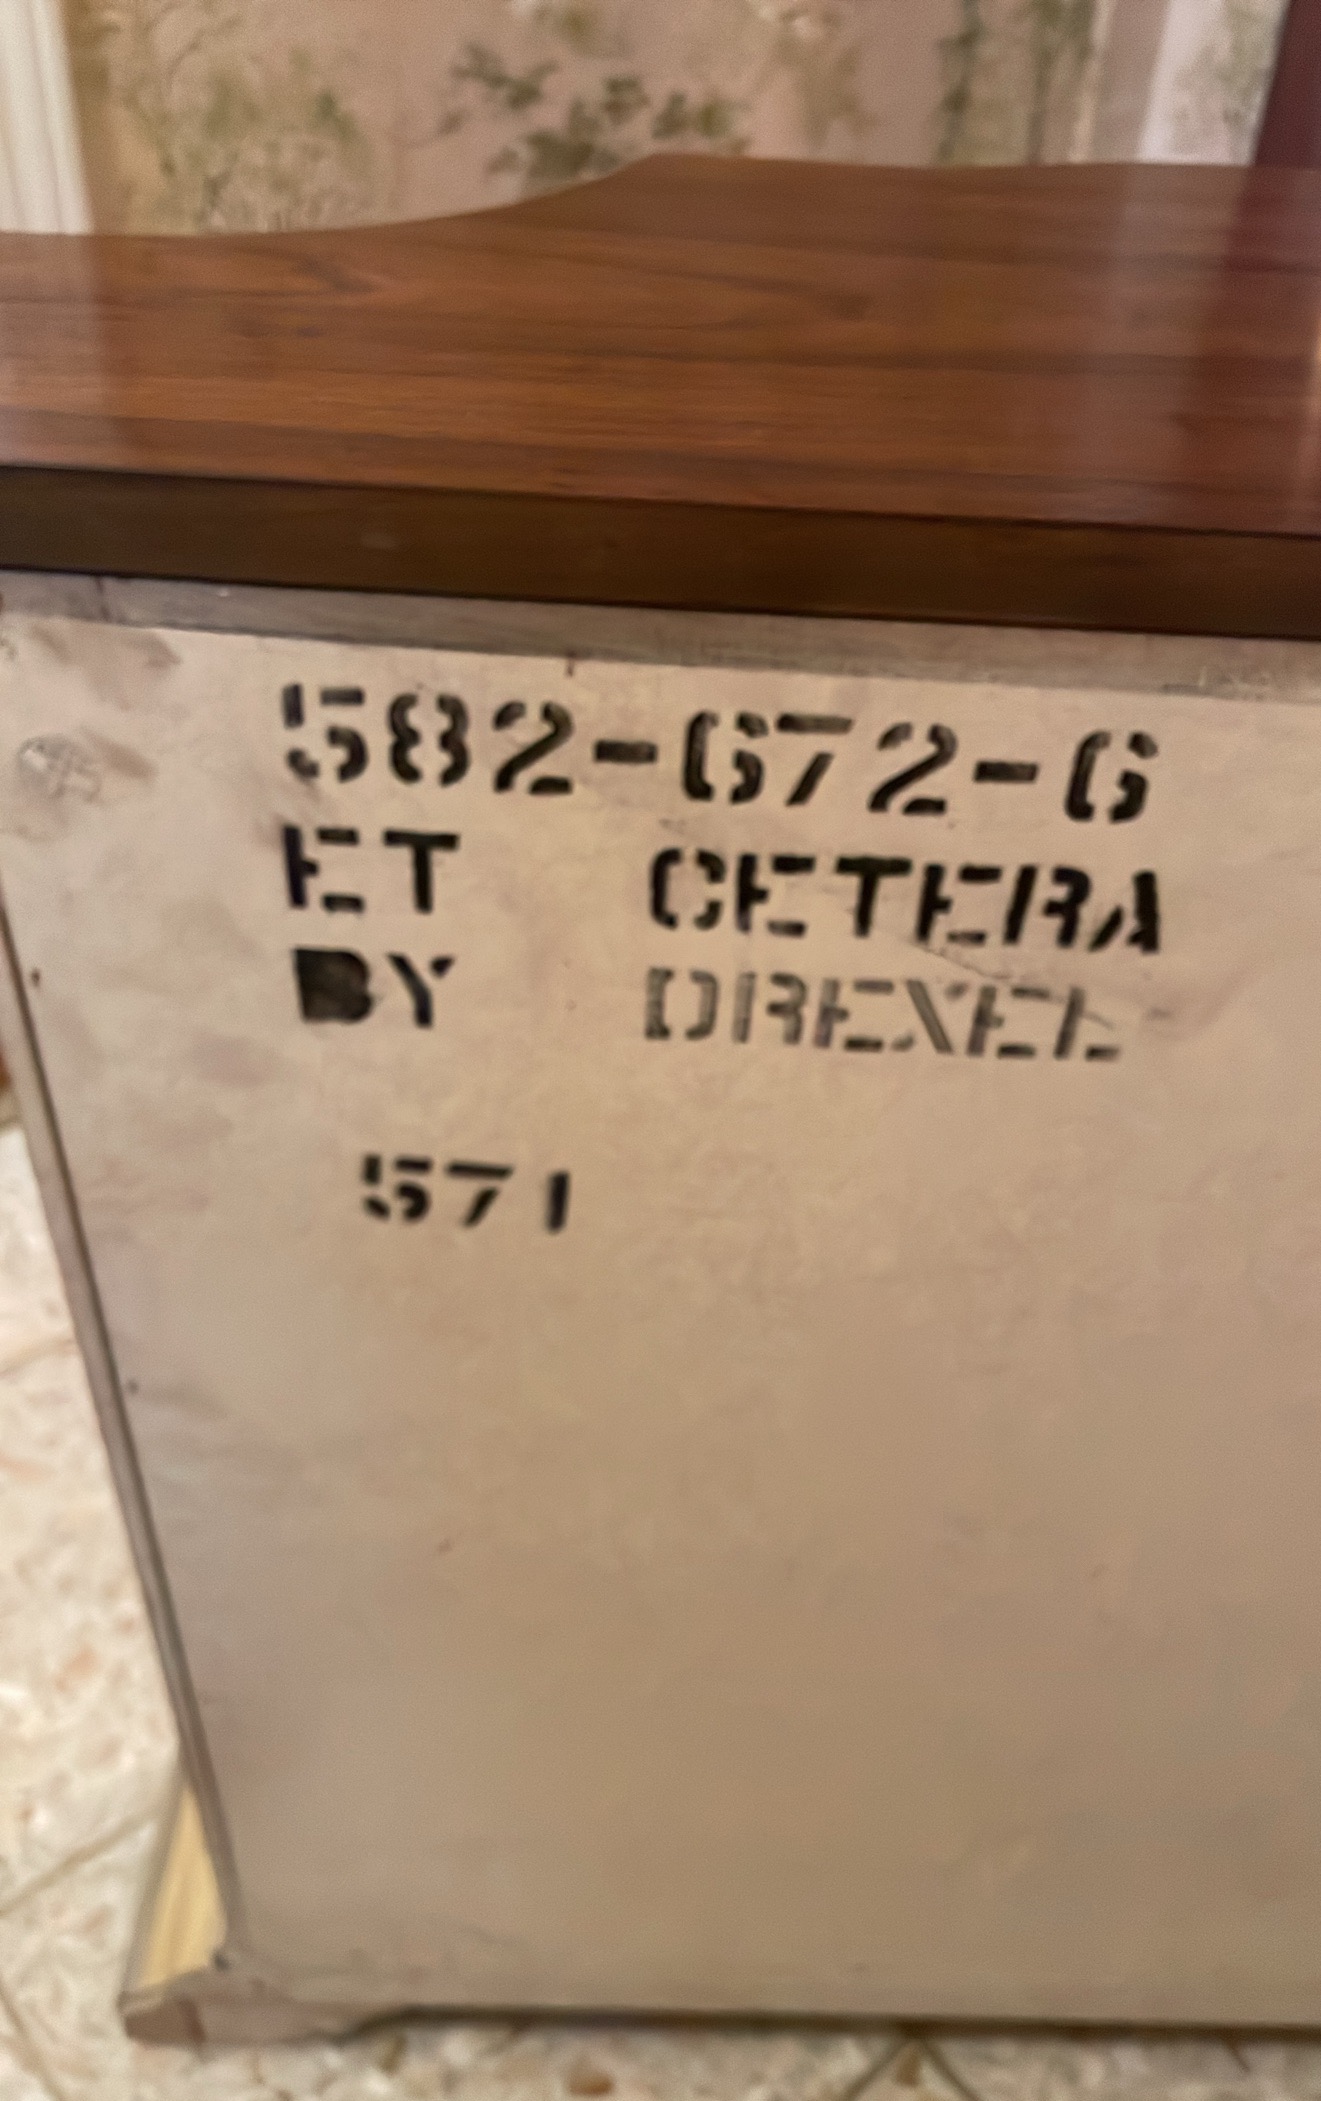 582-672-6
ET CETERA
BY DREXEL
571